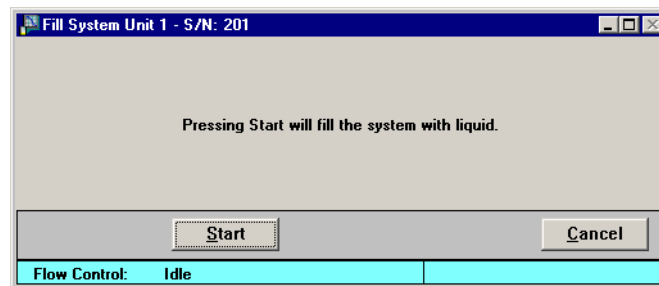 Fill System Unit 1 - S/N: 201
Pressing Start will fill the system with liquid.
Start Cancel
Flow Control: Idle